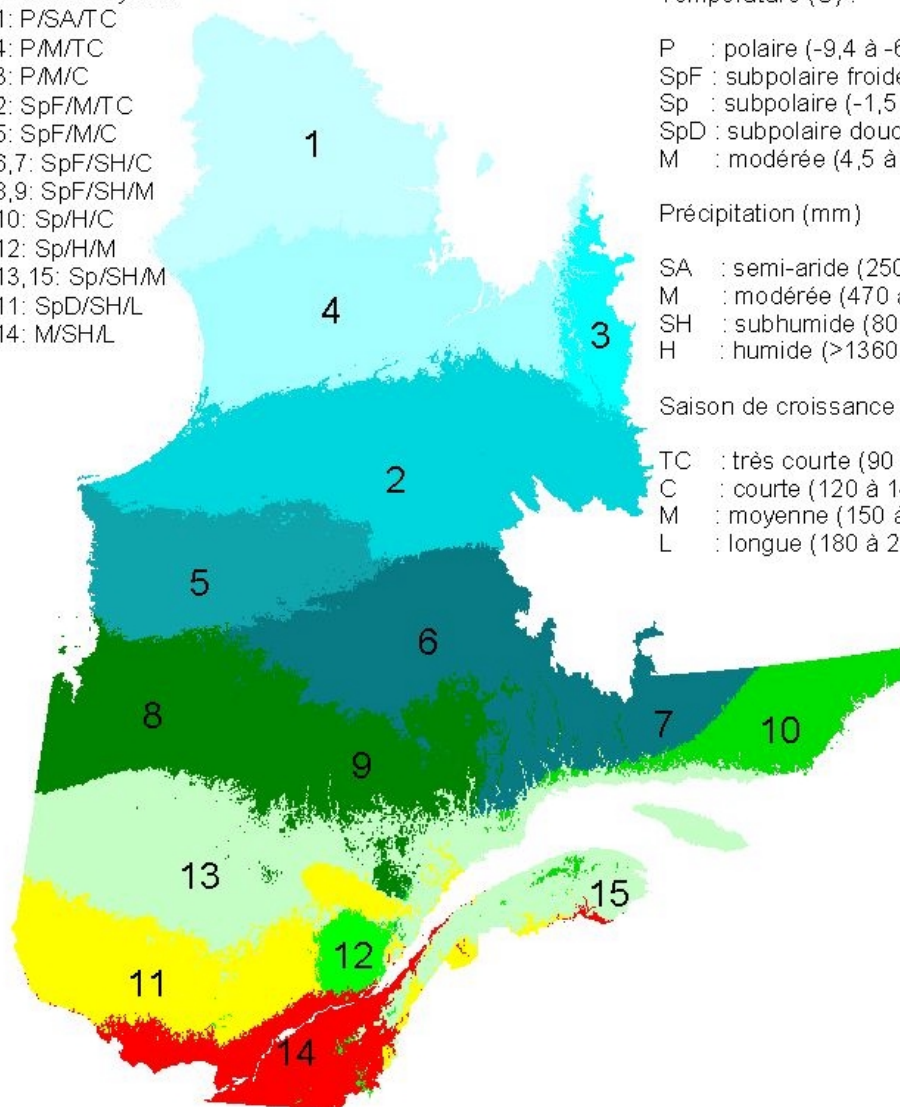 1: P/SA/TC
4: P/M/TC
3: P/M/C
2: SpF/M/TC
5: SpF/M/C
6,7: SpF/SH/C
8,9: SpF/SH/M
10: Sp/H/C
12: Sp/H/M
13,15: Sp/SH/M
11: SpD/SH/L
14: M/SH/L
P : polaire (-9,4 à -6
SpF : subpolaire froide
Sp : subpolaire (-1,5
SpD : subpolaire douc
M : modérée (4,5 à
Précipitation (mm)
SA : semi-aride (250
M : modérée (470 à
SH : subhumide (80
H : humide (>1360
Saison de croissance
TC : très courte (90
C : courte (120 à 1
M : moyenne (150 à
L : longue (180 à 2
1
4
3
2
5
6
8
7
10
9
13
15
12
11
14